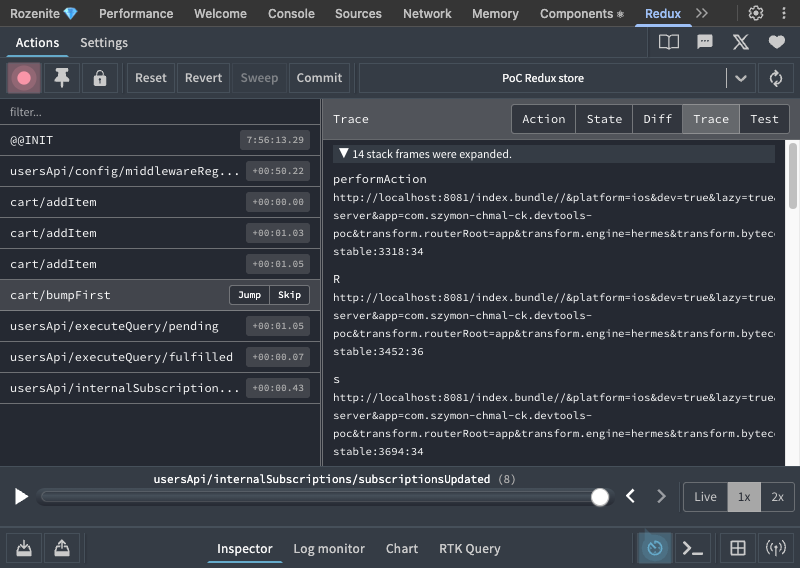 Rozenite 💎 Performance Welcome Console Sources Network Memory Components ⚛ Redux
Actions Settings
Reset Revert Sweep Commit PoC Redux store
filter...
@@INIT 7:56:13.29
usersApi/config/middlewareReg... +00:50.22
cart/addItem +00:00.00
cart/addItem +00:01.03
cart/addItem +00:01.05
cart/bumpFirst Jump Skip
usersApi/executeQuery/pending +00:01.05
usersApi/executeQuery/fulfilled +00:00.07
usersApi/internalSubscription... +00:00.43
Trace Action State Diff Trace Test
▼ 14 stack frames were expanded.
performAction
http://localhost:8081/index.bundle//&platform=ios&dev=true&lazy=true&
server&app=com.szymon-chmal-ck.devtools-
poc&transform.routerRoot=app&transform.engine=hermes&transform.bytec
stable:3318:34
R
http://localhost:8081/index.bundle//&platform=ios&dev=true&lazy=true&
server&app=com.szymon-chmal-ck.devtools-
poc&transform.routerRoot=app&transform.engine=hermes&transform.bytec
stable:3452:36
s
http://localhost:8081/index.bundle//&platform=ios&dev=true&lazy=true&
server&app=com.szymon-chmal-ck.devtools-
poc&transform.routerRoot=app&transform.engine=hermes&transform.bytec
stable:3694:34
usersApi/internalSubscriptions/subscriptionsUpdated (8)
Live 1x 2x
Inspector Log monitor Chart RTK Query